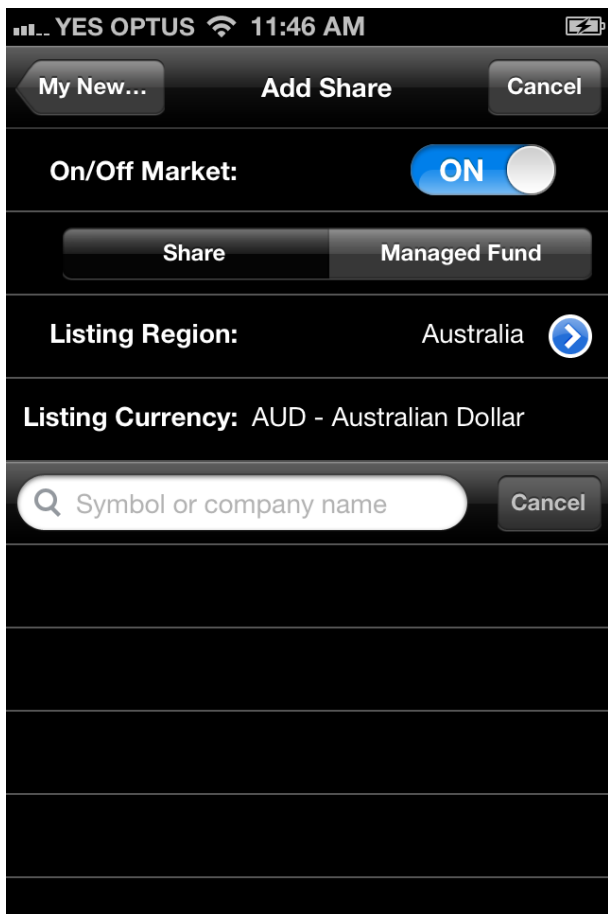 YES OPTUS 11:46 AM
My New... Add Share Cancel
On/Off Market: ON
Share Managed Fund
Listing Region: Australia
Listing Currency: AUD - Australian Dollar
Symbol or company name Cancel